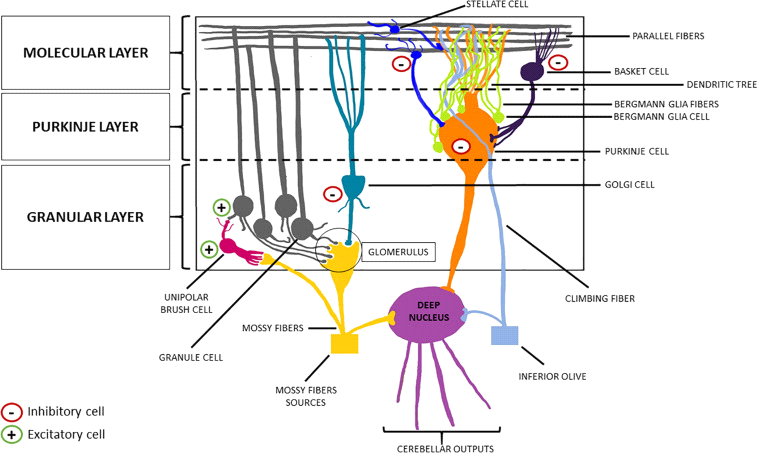 STELLATE CELL
MOLECULAR LAYER
PARALLEL FIBERS
-
-
BASKET CELL
DENDRITIC TREE
BERGMANN GLIA FIBERS
BERGMANN GLIA CELL
PURKINJE LAYER
-
PURKINJE CELL
-
GOLGI CELL
GRANULAR LAYER
+
+
GLOMERULUS
UNIPOLAR
BRUSH CELL
CLIMBING FIBER
DEEP
NUCLEUS
MOSSY FIBERS
GRANULE CELL
INFERIOR OLIVE
MOSSY FIBERS
SOURCES
- Inhibitory cell
+ Excitatory cell
CEREBELLAR OUTPUTS